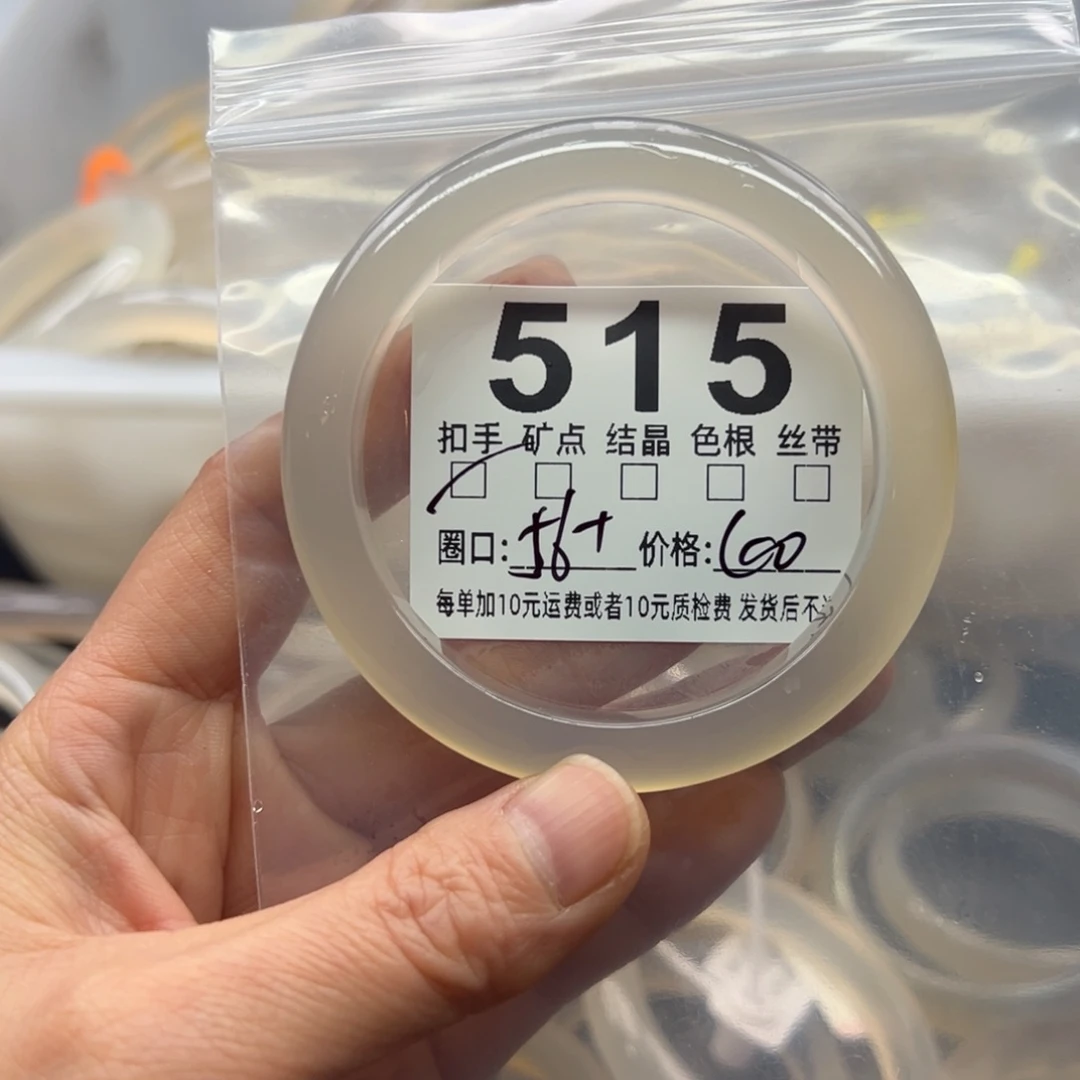 515
扣手 矿点 结晶 色根 丝带
圈口: 56+ 价格: 600
每单加10元运费或者10元质检费 发货后不